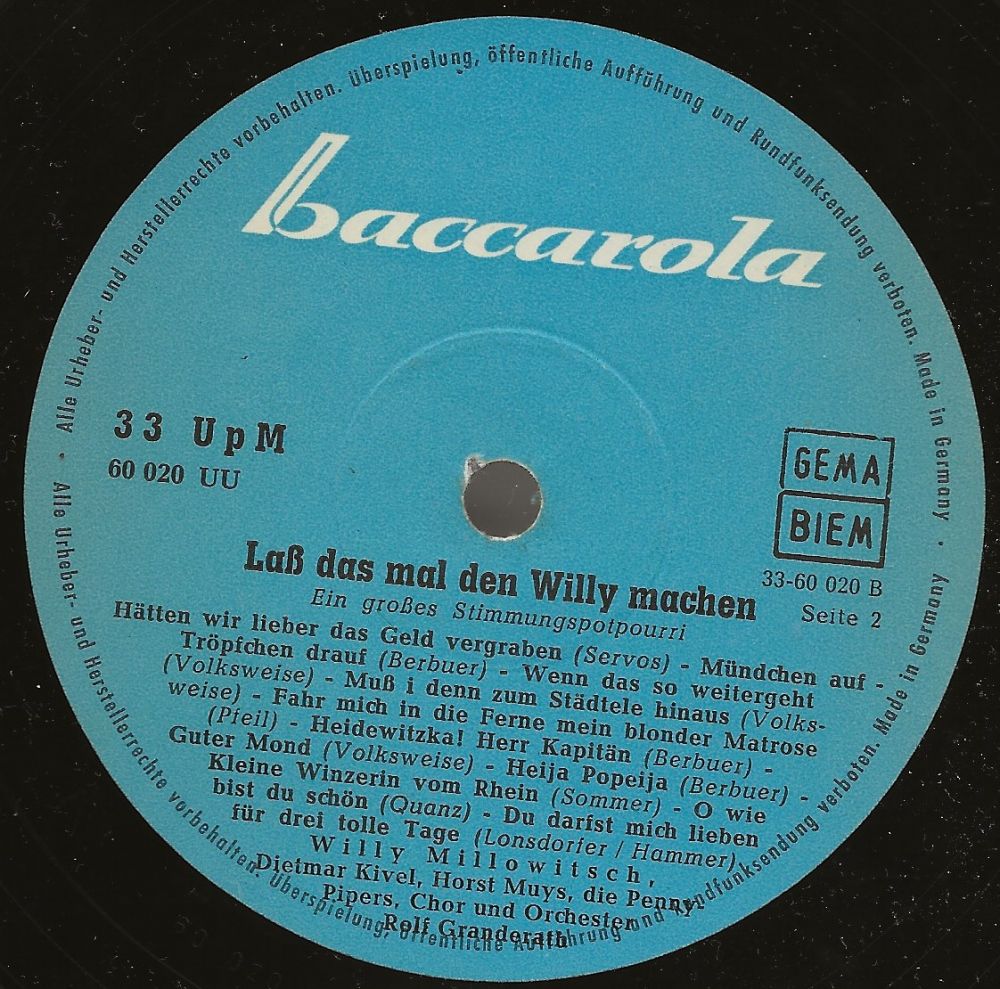 Alle Urheber- und Herstellerrechte vorbehalten. Überspielung, öffentliche Aufführung und Rundfunksendung verboten. Made in Germany ·
baccarola
33 UpM
60 020 UU
GEMA
BIEM
33-60 020 B
Seite 2
Laß das mal den Willy machen
Ein großes Stimmungspotpourri
Hätten wir lieber das Geld vergraben (Servos) - Mündchen auf -
Tröpfchen drauf (Berbuer) - Wenn das so weitergeht
(Volksweise) - Muß i denn zum Städtele hinaus (Volks-
weise) - Fahr mich in die Ferne mein blonder Matrose
(Pfeil) - Heidewitzka! Herr Kapitän (Berbuer) -
Guter Mond (Volksweise) - Heija Popeija (Berbuer) -
Kleine Winzerin vom Rhein (Sommer) - O wie
bist du schön (Quanz) - Du darfst mich lieben
für drei tolle Tage (Lonsdorfer / Hammer)
Willy Millowitsch,
Dietmar Kivel, Horst Muys, die Penny-
Pipers, Chor und Orchester
Rolf Granderath
Alle Urheber- und Herstellerrechte vorbehalten. Überspielung, öffentliche Aufführung und Rundfunksendung verboten. Made in Germany ·